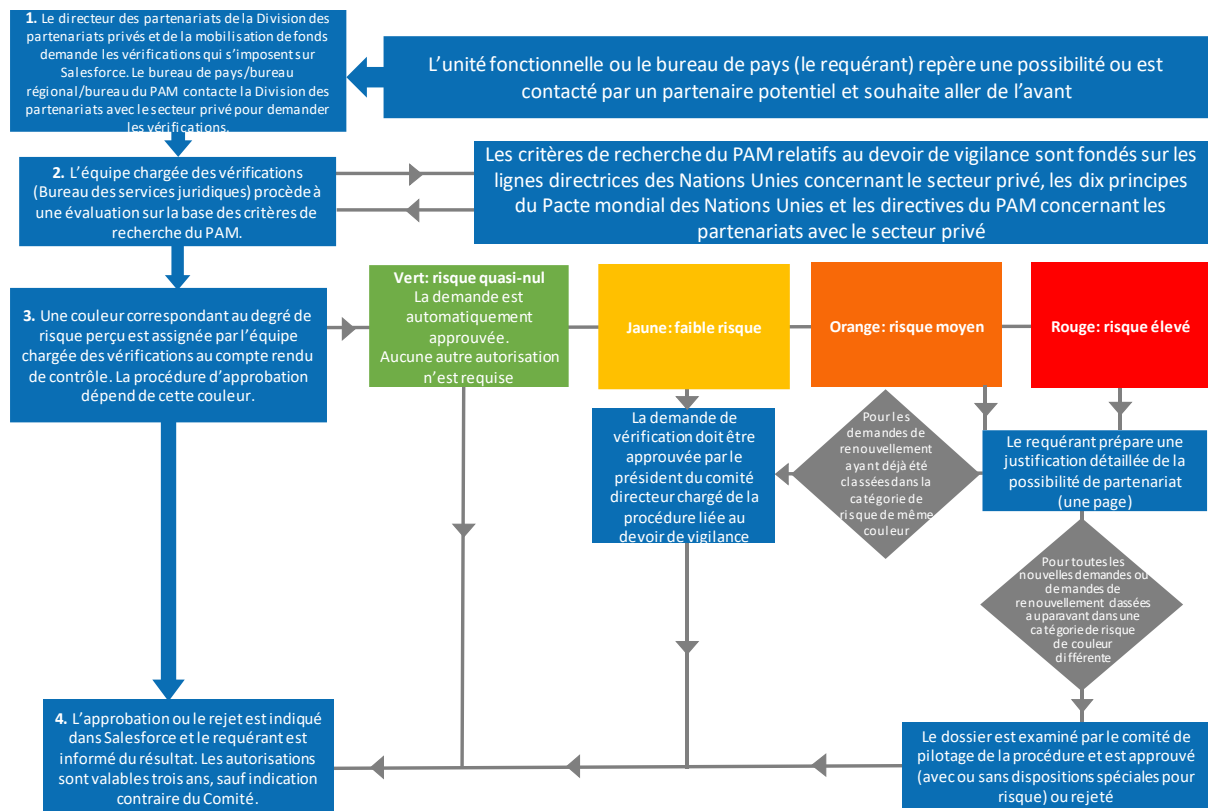 1. Le directeur des partenariats de la Division des
partenariats privés et de la mobilisation de fonds
demande les vérifications qui s'imposent sur
Salesforce. Le bureau de pays/bureau
régional/bureau du PAM contacte la Division des
partenariats avec le secteur privé pour demander
les vérifications.
L'unité fonctionnelle ou le bureau de pays (le requérant) repère une possibilité ou est
contacté par un partenaire potentiel et souhaite aller de l'avant
2. L'équipe chargée des vérifications
(Bureau des services juridiques) procède à
une évaluation sur la base des critères de
recherche du PAM.
Les critères de recherche du PAM relatifs au devoir de vigilance sont fondés sur les
lignes directrices des Nations Unies concernant le secteur privé, les dix principes
du Pacte mondial des Nations Unies et les directives du PAM concernant les
partenariats avec le secteur privé
3. Une couleur correspondant au degré de
risque perçu est assignée par l'équipe
chargée des vérifications au compte rendu
de contrôle. La procédure d'approbation
dépend de cette couleur.
Vert: risque quasi-nul
La demande est
automatiquement
approuvée.
Aucune autre autorisation
n'est requise
Jaune: faible risque
Orange: risque moyen
Rouge: risque élevé
La demande de
vérification doit être
approuvée par le
président du comité
directeur chargé de la
procédure liée au
devoir de vigilance
Pour les
demandes de
renouvellement
ayant déjà été
classées dans la
catégorie de
risque de même
couleur
Le requérant prépare une
justification détaillée de la
possibilité de partenariat
(une page)
Pour toutes les
nouvelles demandes ou
demandes de
renouvellement classées
auparavant dans une
catégorie de risque
de couleur
différente
4. L'approbation ou le rejet est indiqué
dans Salesforce et le requérant est
informé du résultat. Les autorisations
sont valables trois ans, sauf indication
contraire du Comité.
Le dossier est examiné par le comité de
pilotage de la procédure et est approuvé
(avec ou sans dispositions spéciales pour
risque) ou rejeté